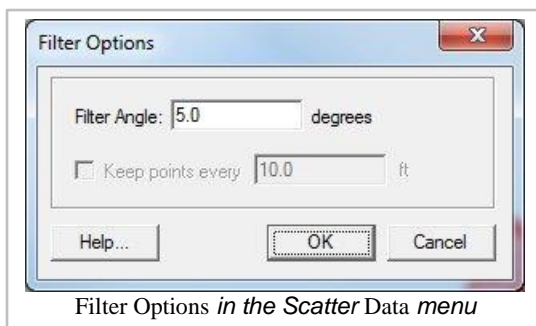 Filter Options
Filter Angle: 5.0 degrees
Keep points every 10.0 ft
Help... OK Cancel
Filter Options in the Scatter Data menu